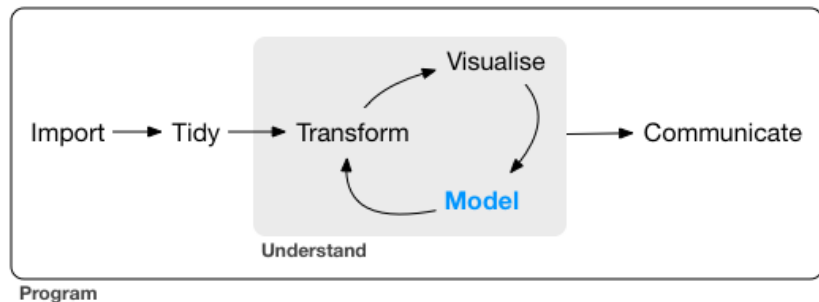 Visualise
Import Tidy Transform Communicate
Model
Understand
Program